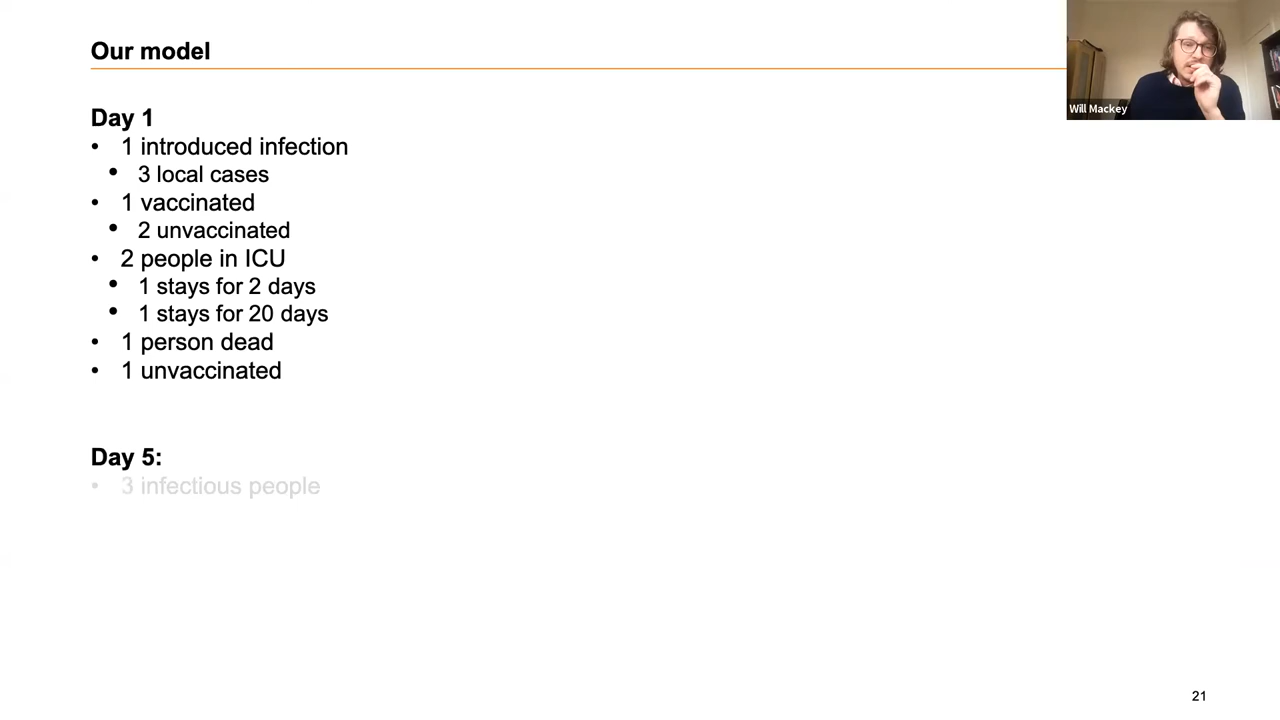 Our model
Will Mackey
Day 1
• 1 introduced infection
• 3 local cases
• 1 vaccinated
• 2 unvaccinated
• 2 people in ICU
• 1 stays for 2 days
• 1 stays for 20 days
• 1 person dead
• 1 unvaccinated
Day 5:
• 3 infectious people
21